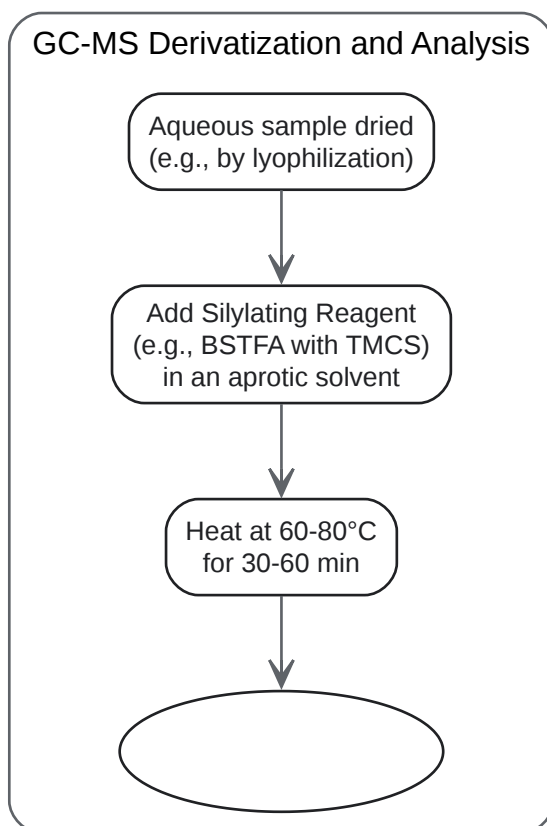 GC-MS Derivatization and Analysis
Aqueous sample dried
(e.g., by lyophilization)
Add Silylating Reagent
(e.g., BSTFA with TMCS)
in an aprotic solvent
Heat at 60-80°C
for 30-60 min